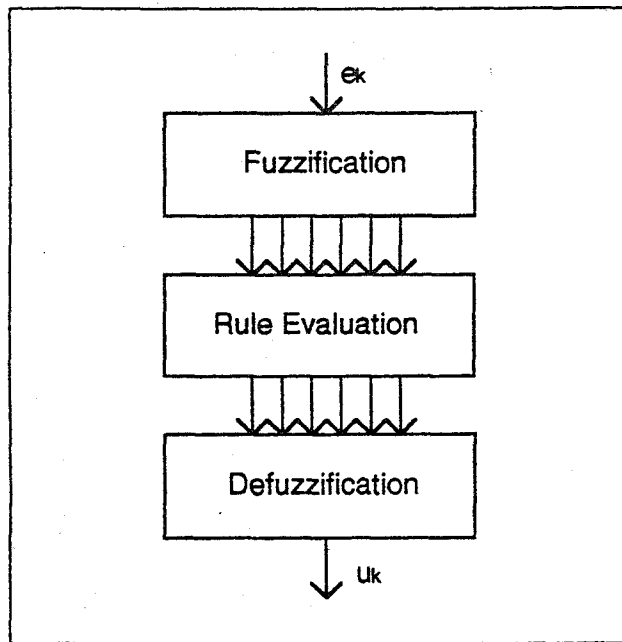 ek
Fuzzification
Rule Evaluation
Defuzzification
uk